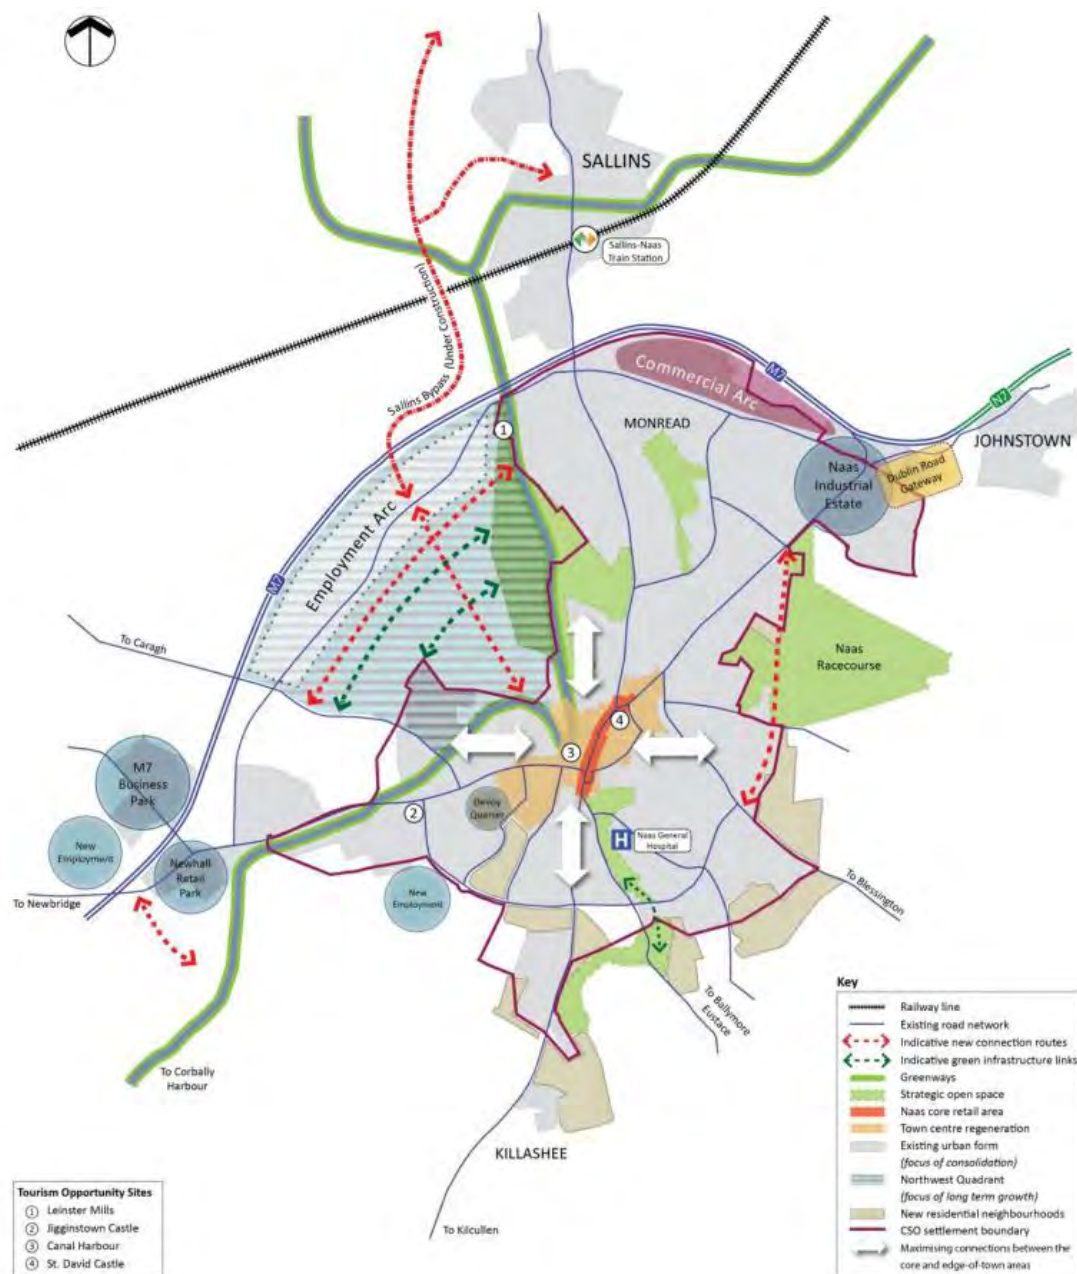 SALLINS
Sallins-Naas
Train Station
Sallins Bypass (Under Construction)
M7
Commercial Arc
N7
MONREAD
JOHNSTOWN
1
Naas
Industrial
Estate
Dublin Road
Gateway
Employment Arc
M7
To Caragh
Naas
Racecourse
4
3
M7
Business
Park
2
Devoy
Quarter
H
Naas General
Hospital
New
Employment
Newhall
Retail
Park
New
Employment
To Newbridge
To Blessington
To Ballymore
Eustace
To Corbally
Harbour
KILLASHEE
To Kilcullen
Key
Railway line
Existing road network
Indicative new connection routes
Indicative green infrastructure links
Greenways
Strategic open space
Naas core retail area
Town centre regeneration
Existing urban form
(focus of consolidation)
Northwest Quadrant
(focus of long term growth)
New residential neighbourhoods
CSO settlement boundary
Maximising connections between the
core and edge-of-town areas
Tourism Opportunity Sites
1 Leinster Mills
2 Jigginstown Castle
3 Canal Harbour
4 St. David Castle